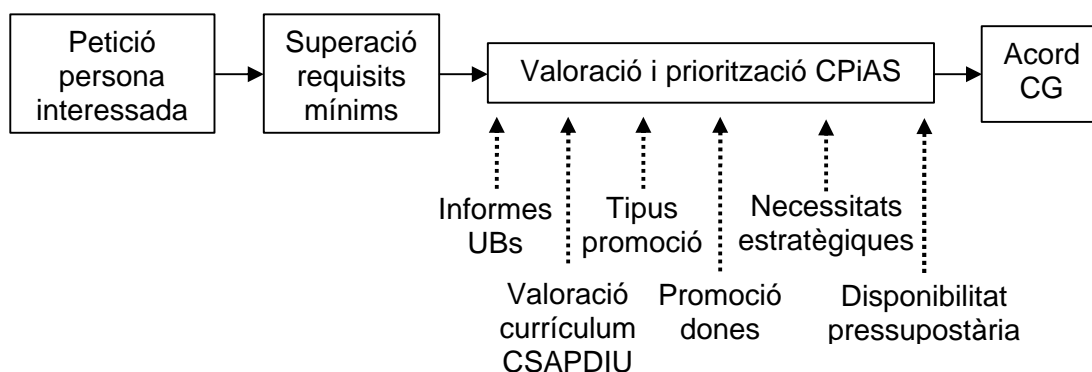 Petició
persona
interessada
Superació
requisits
mínims
Valoració i priorització CPiAS
Acord
CG
Informes
UBs
Valoració
currículum
CSAPDIU
Tipus
promoció
Promoció
dones
Necessitats
estratègiques
Disponibilitat
pressupostària